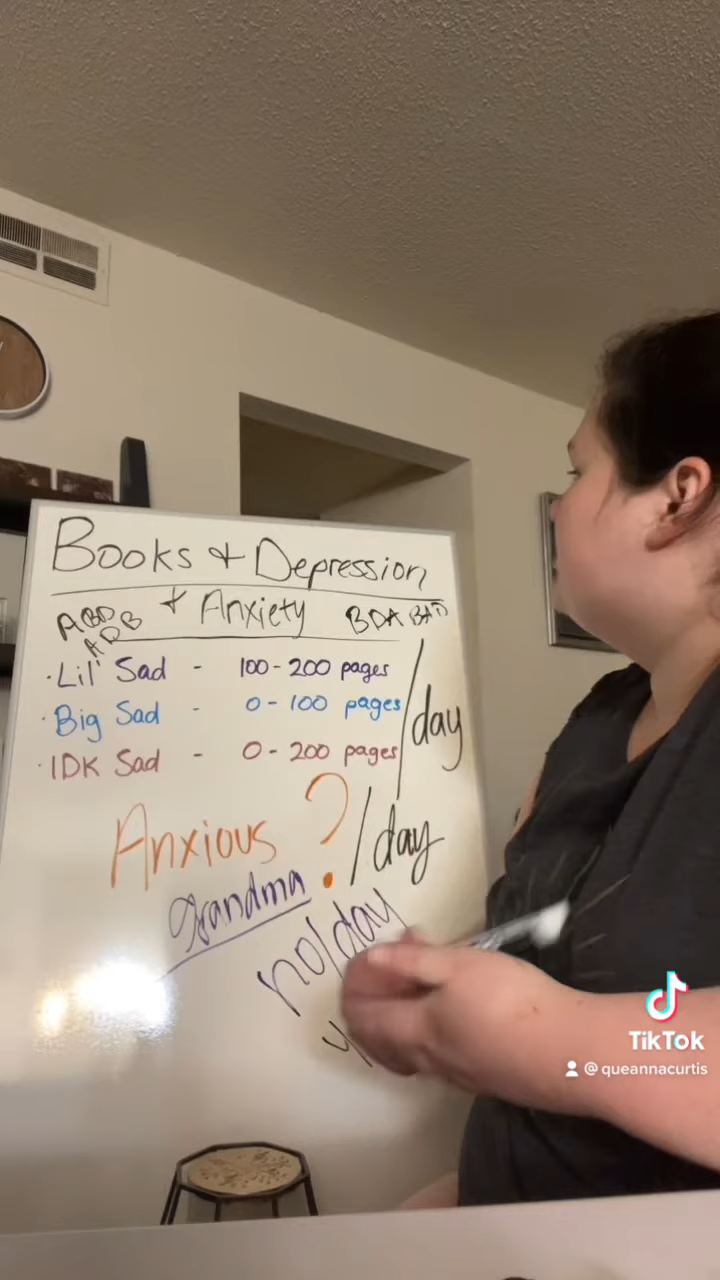 Books + Depression
+ Anxiety
ABD
ADB
BDA BAD
· Lil' Sad - 100-200 pages
· Big Sad - 0-100 pages
· IDK Sad - 0-200 pages
/day
Anxious ? /day
grandma
no/day
TikTok
@queannacurtis